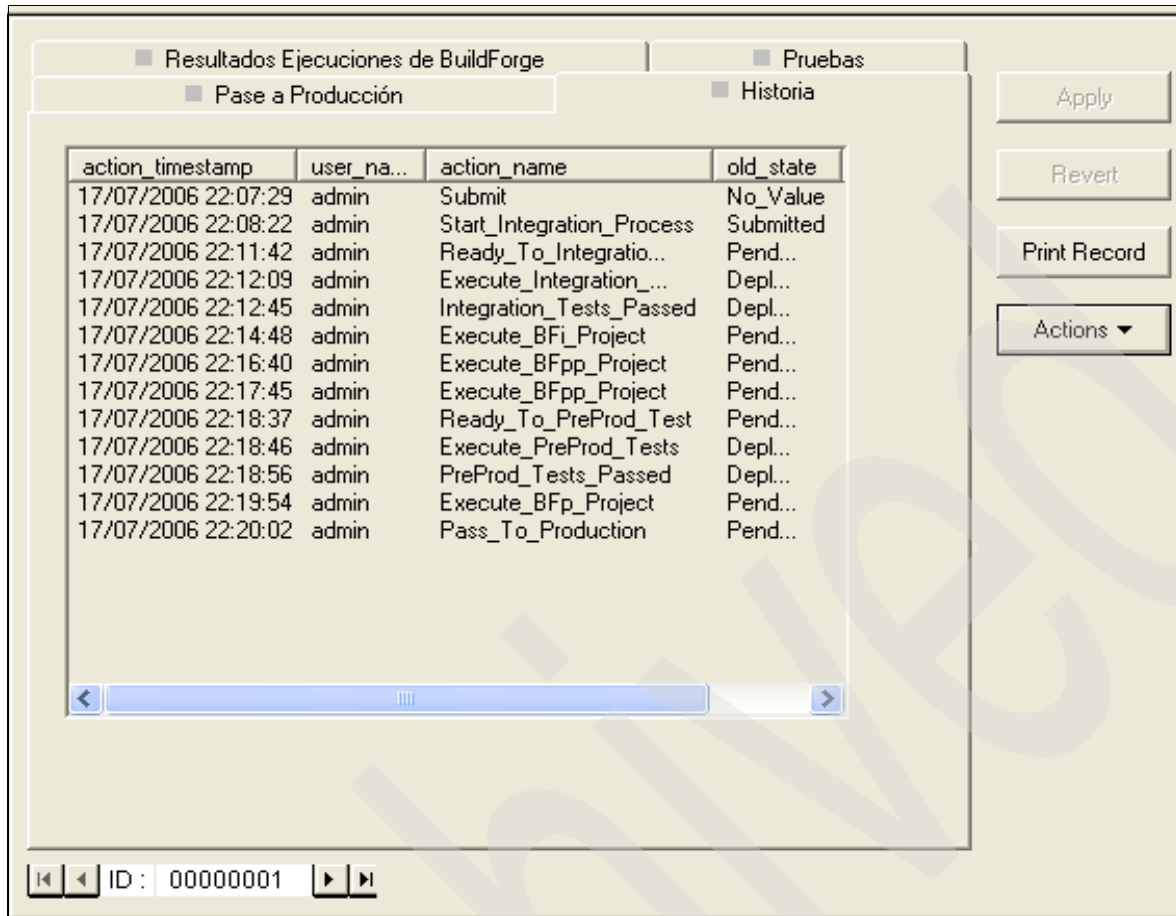 Resultados Ejecuciones de BuildForge Pruebas
Pase a Producción Historia
Apply
Revert
Print Record
Actions
action_timestamp user_na... action_name old_state
17/07/2006 22:07:29 admin Submit No_Value
17/07/2006 22:08:22 admin Start_Integration_Process Submitted
17/07/2006 22:11:42 admin Ready_To_Integratio... Pend...
17/07/2006 22:12:09 admin Execute_Integration_... Depl...
17/07/2006 22:12:45 admin Integration_Tests_Passed Depl...
17/07/2006 22:14:48 admin Execute_BFi_Project Pend...
17/07/2006 22:16:40 admin Execute_BFpp_Project Pend...
17/07/2006 22:17:45 admin Execute_BFpp_Project Pend...
17/07/2006 22:18:37 admin Ready_To_PreProd_Test Pend...
17/07/2006 22:18:46 admin Execute_PreProd_Tests Depl...
17/07/2006 22:18:56 admin PreProd_Tests_Passed Depl...
17/07/2006 22:19:54 admin Execute_BFp_Project Pend...
17/07/2006 22:20:02 admin Pass_To_Production Pend...
ID : 00000001